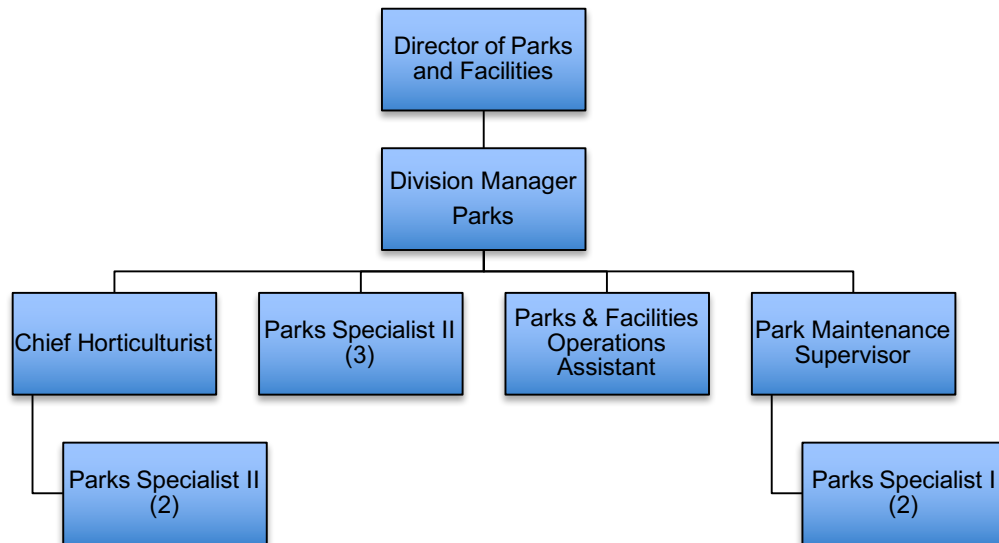 Director of Parks
and Facilities
Division Manager
Parks
Chief Horticulturist
Parks Specialist II
(3)
Parks & Facilities
Operations
Assistant
Park Maintenance
Supervisor
Parks Specialist II
(2)
Parks Specialist I
(2)